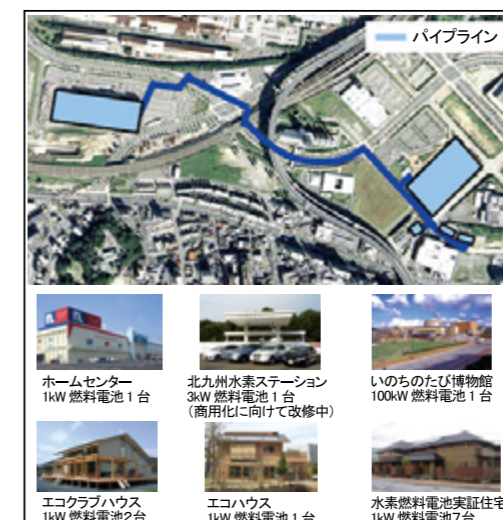 パイプライン
ホームセンター
1kW 燃料電池 1 台
北九州水素ステーション
3kW 燃料電池 1 台
(商用化に向けて改修中)
いのちのたび博物館
100kW 燃料電池 1 台
エコクラブハウス
1kW 燃料電池2台
エコハウス
1kW 燃料電池 1 台
水素燃料電池実証住宅
1kW 燃料電池7台